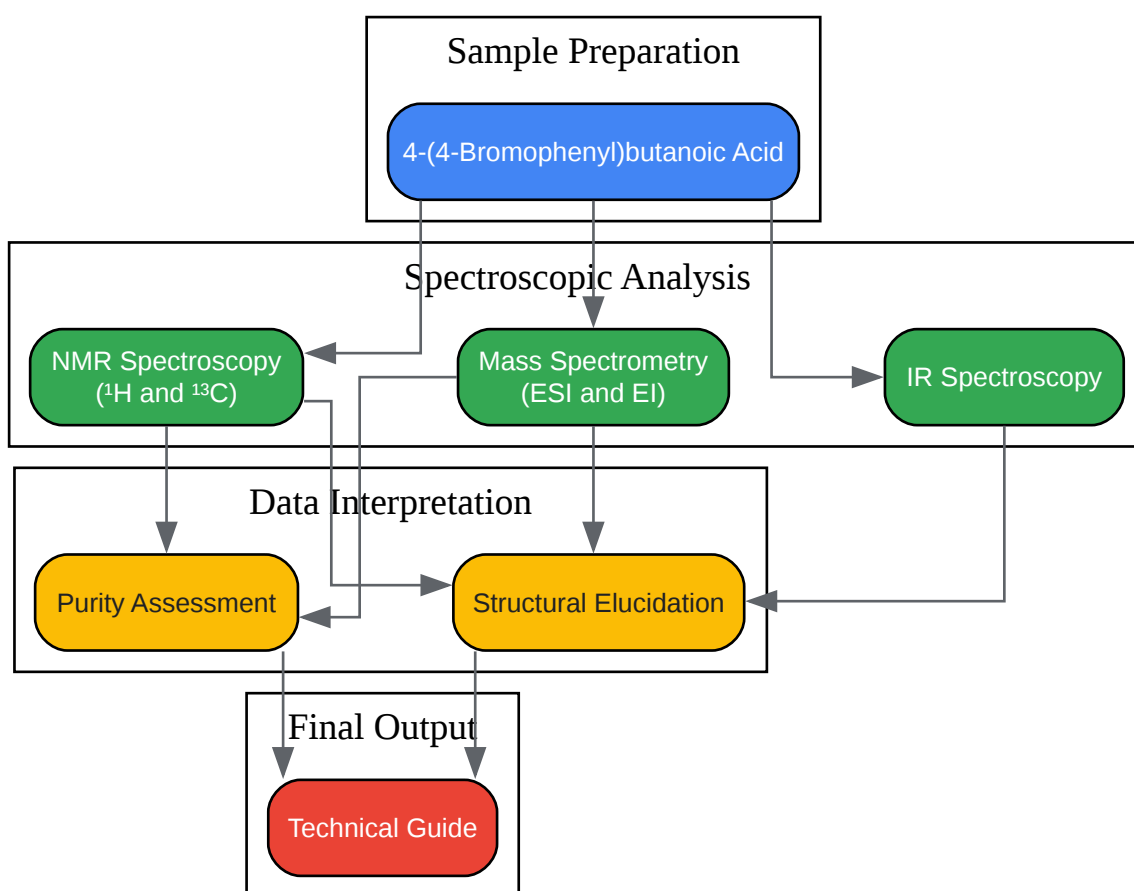 Sample Preparation
4-(4-Bromophenyl)butanoic Acid
Spectroscopic Analysis
NMR Spectroscopy
(¹H and ¹³C)
Mass Spectrometry
(ESI and EI)
IR Spectroscopy
Data Interpretation
Purity Assessment
Structural Elucidation
Final Output
Technical Guide